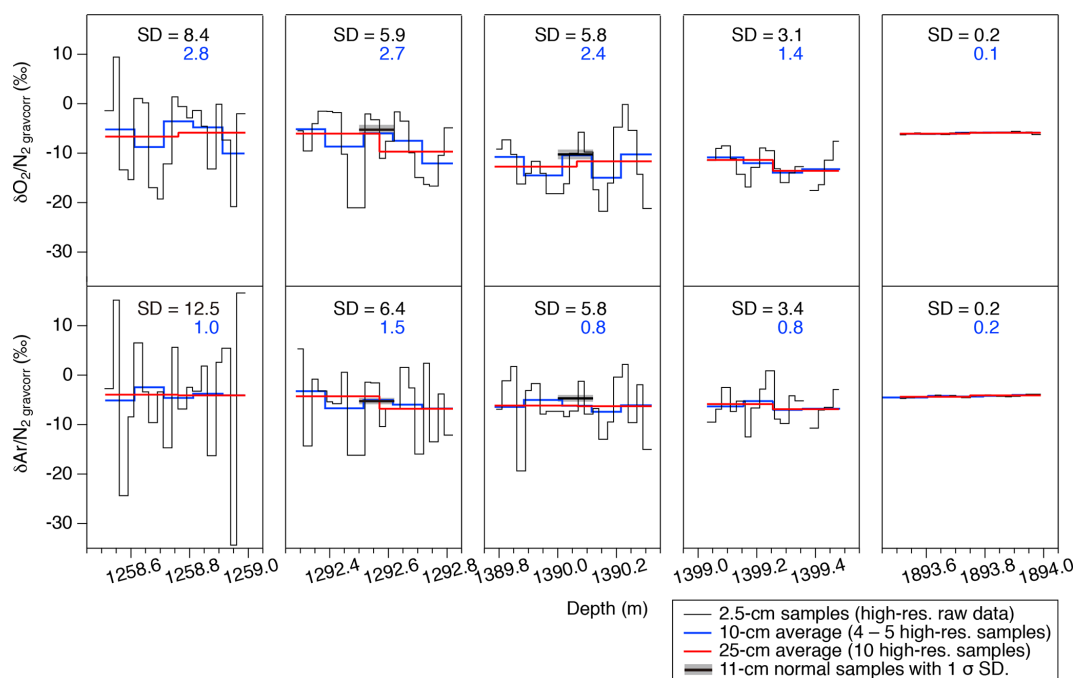 SD = 8.4
2.8
SD = 5.9
2.7
SD = 5.8
2.4
SD = 3.1
1.4
SD = 0.2
0.1
δO2/N2 gravcorr (‰)
10
0
-10
-20
-30
SD = 12.5
1.0
SD = 6.4
1.5
SD = 5.8
0.8
SD = 3.4
0.8
SD = 0.2
0.2
δAr/N2 gravcorr (‰)
10
0
-10
-20
-30
1258.6 1258.8 1259.0
1292.4 1292.6 1292.8
1389.8 1390.0 1390.2
1399.0 1399.2 1399.4
1893.6 1893.8 1894.0
Depth (m)
2.5-cm samples (high-res. raw data)
10-cm average (4 – 5 high-res. samples)
25-cm average (10 high-res. samples)
11-cm normal samples with 1 σ SD.